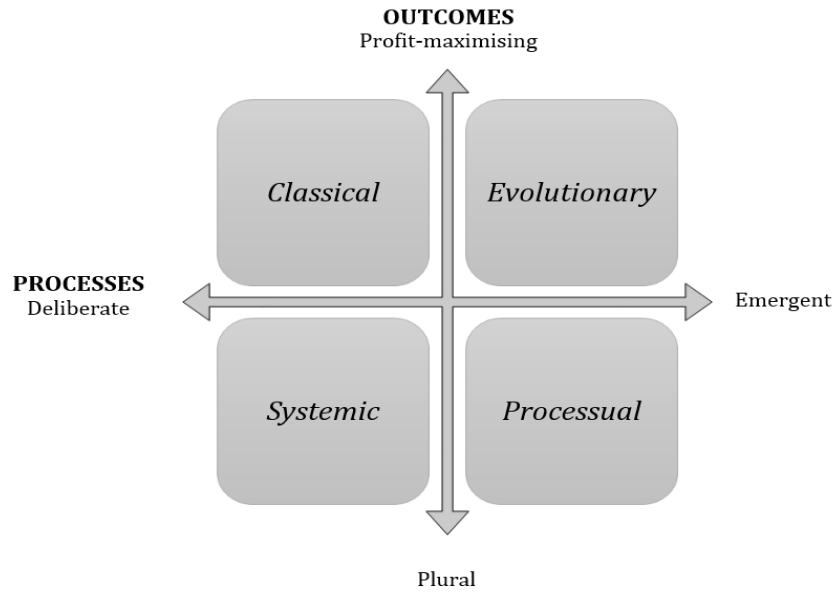 OUTCOMES
Profit-maximising
Classical
Evolutionary
PROCESSES
Deliberate
Emergent
Systemic
Processual
Plural